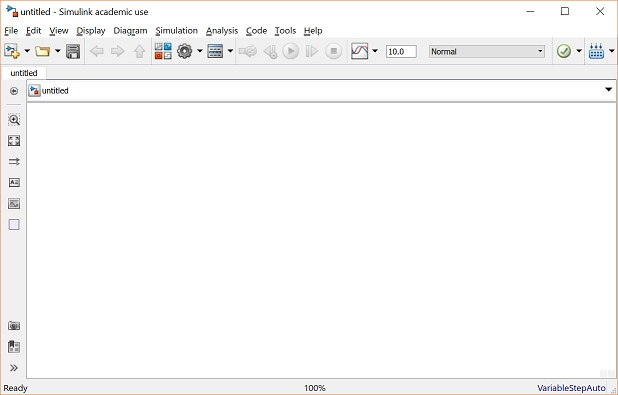 untitled - Simulink academic use
File Edit View Display Diagram Simulation Analysis Code Tools Help
10.0 Normal
untitled
untitled
Ready 100% VariableStepAuto